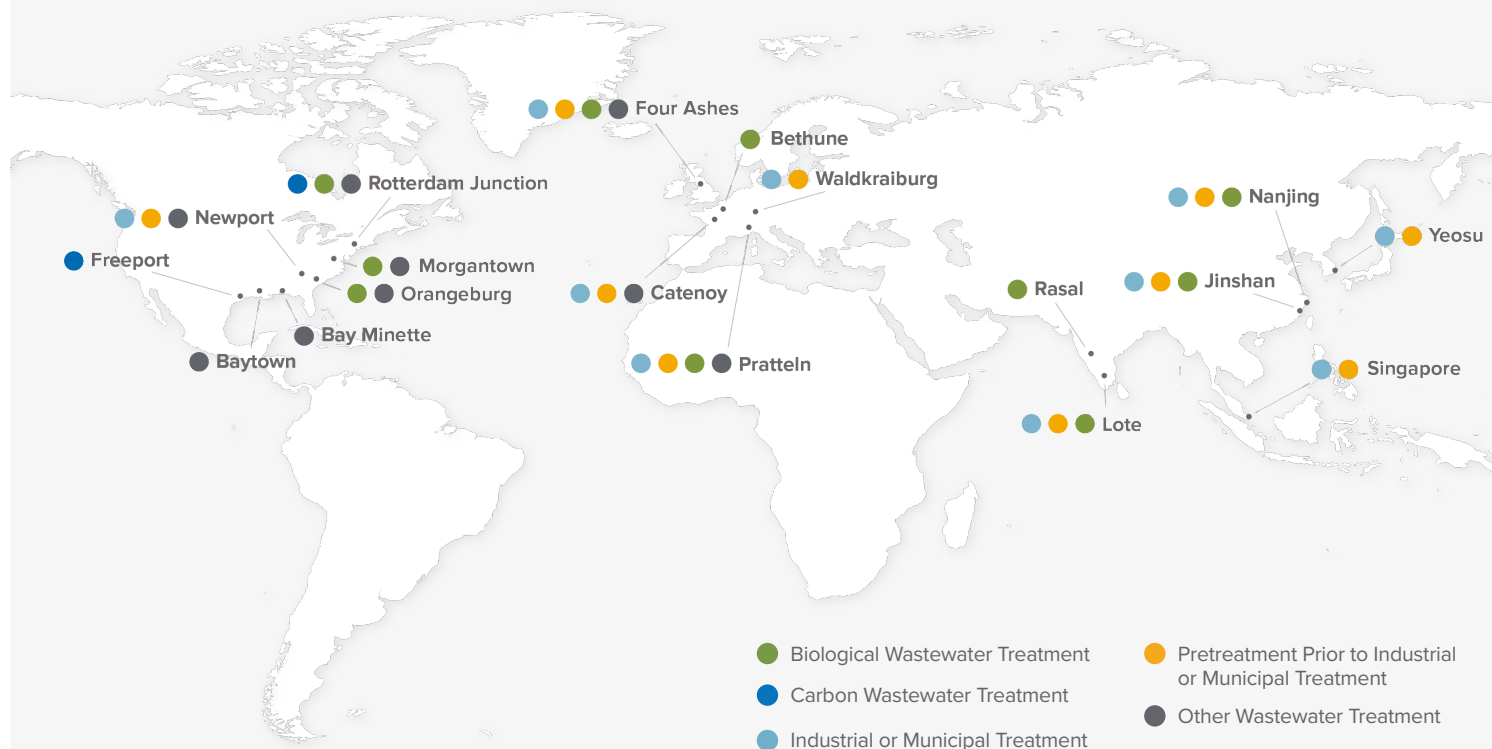 Four Ashes
Bethune
Waldkraiburg
Rotterdam Junction
Nanjing
Newport
Yeosu
Freeport
Morgantown
Jinshan
Rasal
Orangeburg
Catenoy
Bay Minette
Baytown
Pratteln
Singapore
Lote
Biological Wastewater Treatment
Carbon Wastewater Treatment
Industrial or Municipal Treatment
Pretreatment Prior to Industrial
or Municipal Treatment
Other Wastewater Treatment